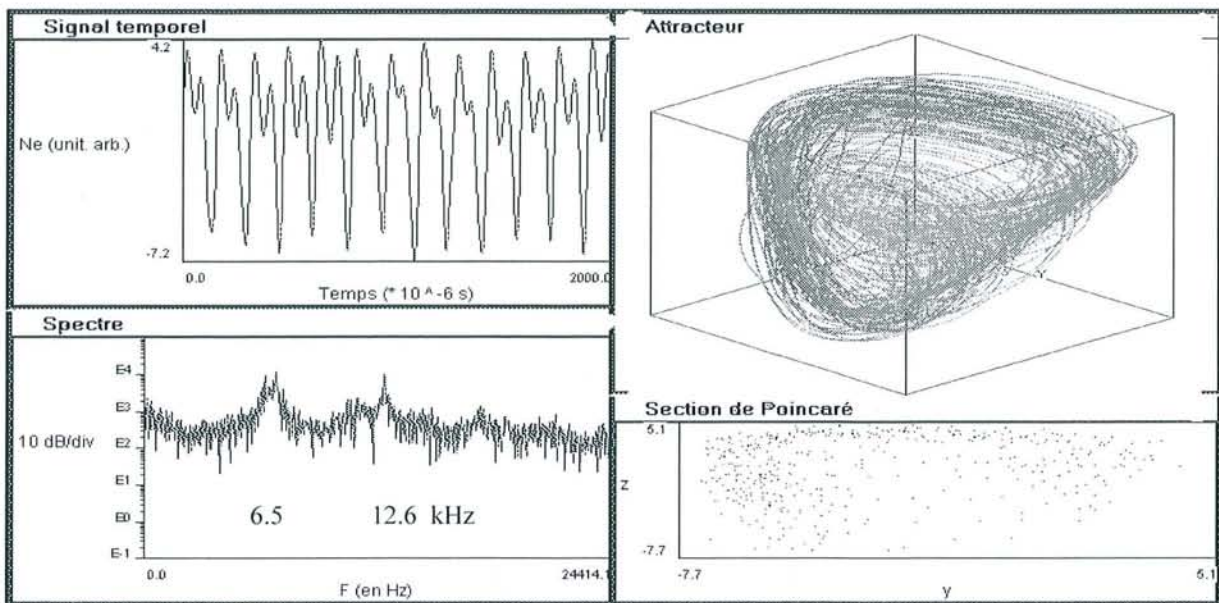 Signal temporel
4.2
Ne (unit. arb.)
-7.2
0.0
2000.0
Temps (* 10 ^ -6 s)
Attracteur
Y
Spectre
E4
E3
10 dB/div
E2
E1
E0
E-1
6.5
12.6 kHz
0.0
24414.1
F (en Hz)
Section de Poincaré
5.1
z
-7.7
-7.7
5.1
y